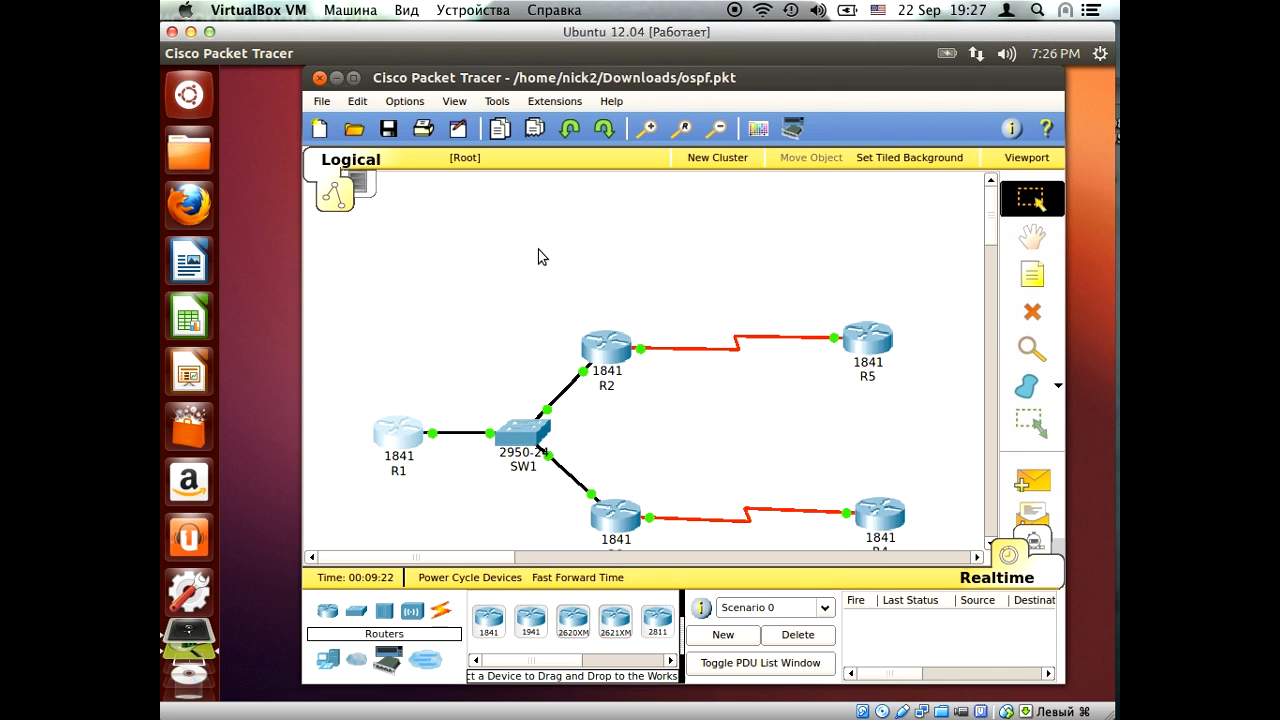 VirtualBox VM Машина Вид Устройства Справка 22 Sep 19:27
Ubuntu 12.04 [Работает]
Cisco Packet Tracer 7:26 PM
Cisco Packet Tracer - /home/nick2/Downloads/ospf.pkt
File Edit Options View Tools Extensions Help
Logical [Root] New Cluster Move Object Set Tiled Background Viewport
1841
R2
1841
R5
1841
R1
2950-24
SW1
1841
1841
R4
Time: 00:09:22 Power Cycle Devices Fast Forward Time Realtime
Routers
1841 1941 2620XM 2621XM 2811
ct a Device to Drag and Drop to the Works
Scenario 0
New Delete
Toggle PDU List Window
Fire Last Status Source Destinat
Левый ⌘